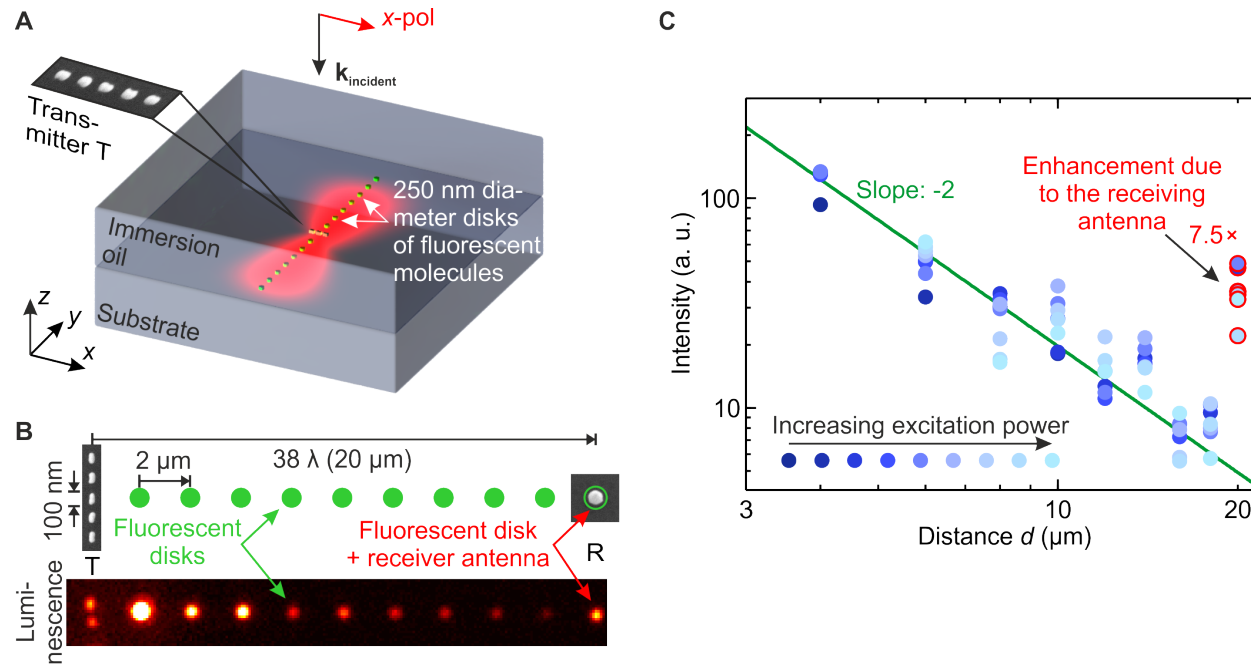 A
x-pol
k incident
Trans-
mitter T
250 nm dia-
meter disks
of fluorescent
molecules
Immersion
oil
Substrate
z
y
x
B
38 λ (20 µm)
2 µm
100 nm
Fluorescent
disks
Fluorescent disk
+ receiver antenna
T
R
Lumi-
nescence
C
Intensity (a. u.)
100
10
Slope: -2
Enhancement due
to the receiving
antenna
7.5×
Increasing excitation power
3
10
20
Distance d (µm)